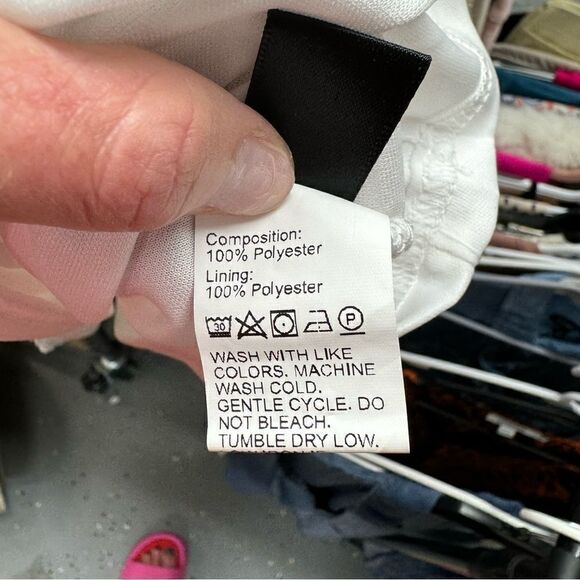 Composition:
100% Polyester
Lining:
100% Polyester
30 P
WASH WITH LIKE
COLORS. MACHINE
WASH COLD.
GENTLE CYCLE. DO
NOT BLEACH.
TUMBLE DRY LOW.